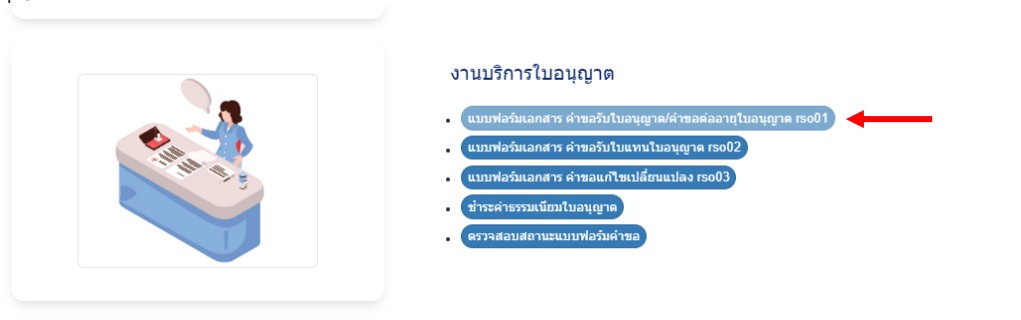 งานบริการใบอนุญาต
แบบฟอร์มเอกสาร คำขอรับใบอนุญาต/คำขอต่ออายุใบอนุญาต rso01
แบบฟอร์มเอกสาร คำขอรับใบแทนใบอนุญาต rso02
แบบฟอร์มเอกสาร คำขอแก้ไขเปลี่ยนแปลง rso03
ชำระค่าธรรมเนียมใบอนุญาต
ตรวจสอบสถานะแบบฟอร์มคำขอ